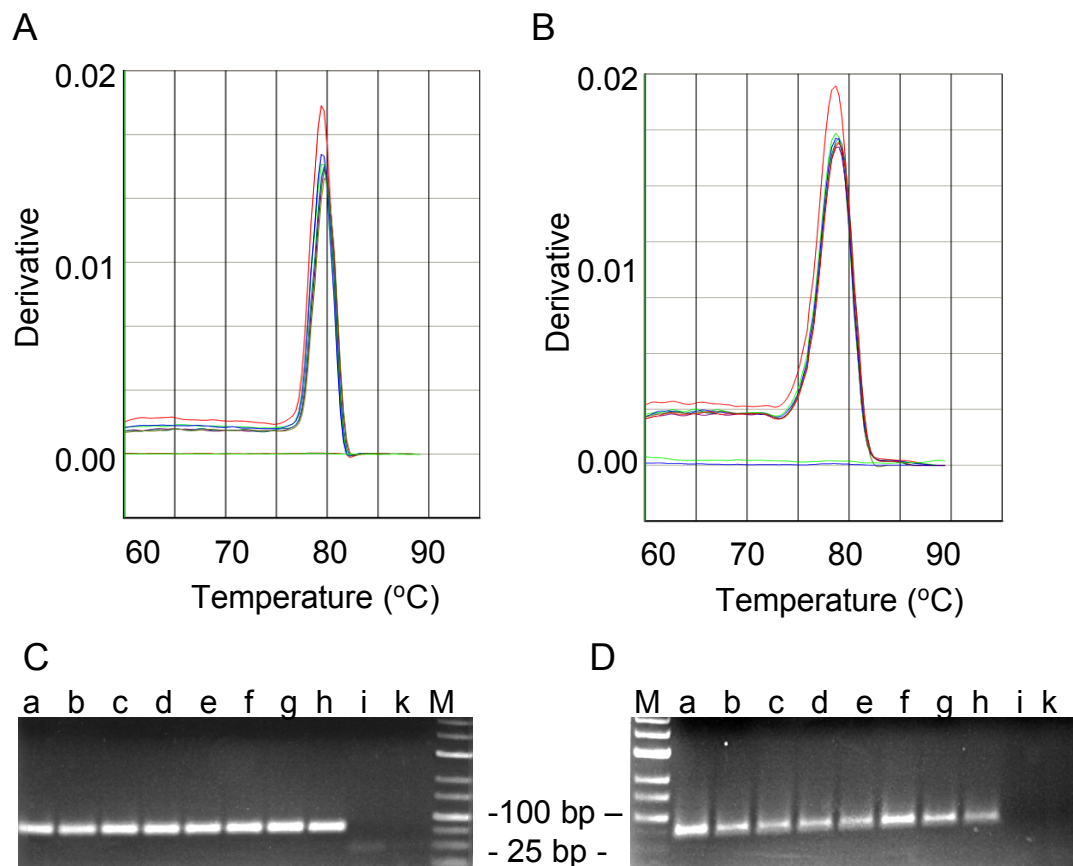 A
B
0.02
0.01
0.00
Derivative
60 70 80 90
Temperature (°C)
0.02
0.01
0.00
Derivative
60 70 80 90
Temperature (°C)
C
D
a b c d e f g h i k M
M a b c d e f g h i k
-100 bp –
- 25 bp -